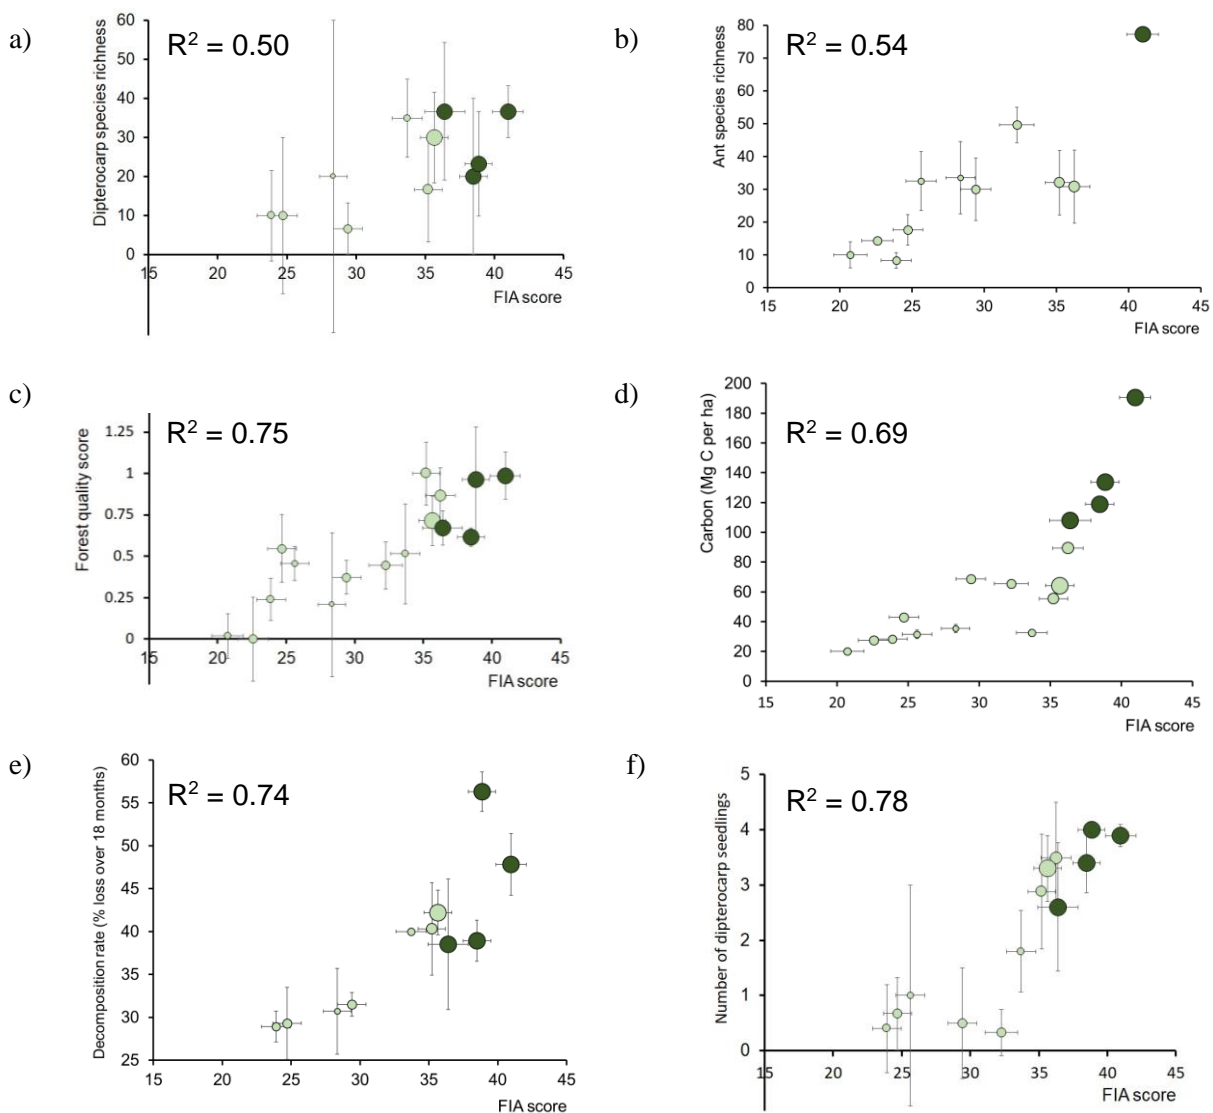 a)
R² = 0.50
Dipterocarp species richness
60
50
40
30
20
10
0
15 20 25 30 35 40 45
FIA score
b)
R² = 0.54
Ant species richness
80
70
60
50
40
30
20
10
0
15 20 25 30 35 40 45
FIA score
c)
R² = 0.75
Forest quality score
1.25
1
0.75
0.5
0.25
0
15 20 25 30 35 40 45
FIA score
d)
R² = 0.69
Carbon (Mg C per ha)
200
180
160
140
120
100
80
60
40
20
0
15 20 25 30 35 40 45
FIA score
e)
R² = 0.74
Decomposition rate (% loss over 18 months)
60
55
50
45
40
35
30
25
15 20 25 30 35 40 45
FIA score
f)
R² = 0.78
Number of dipterocarp seedlings
5
4
3
2
1
0
15 20 25 30 35 40 45
FIA score